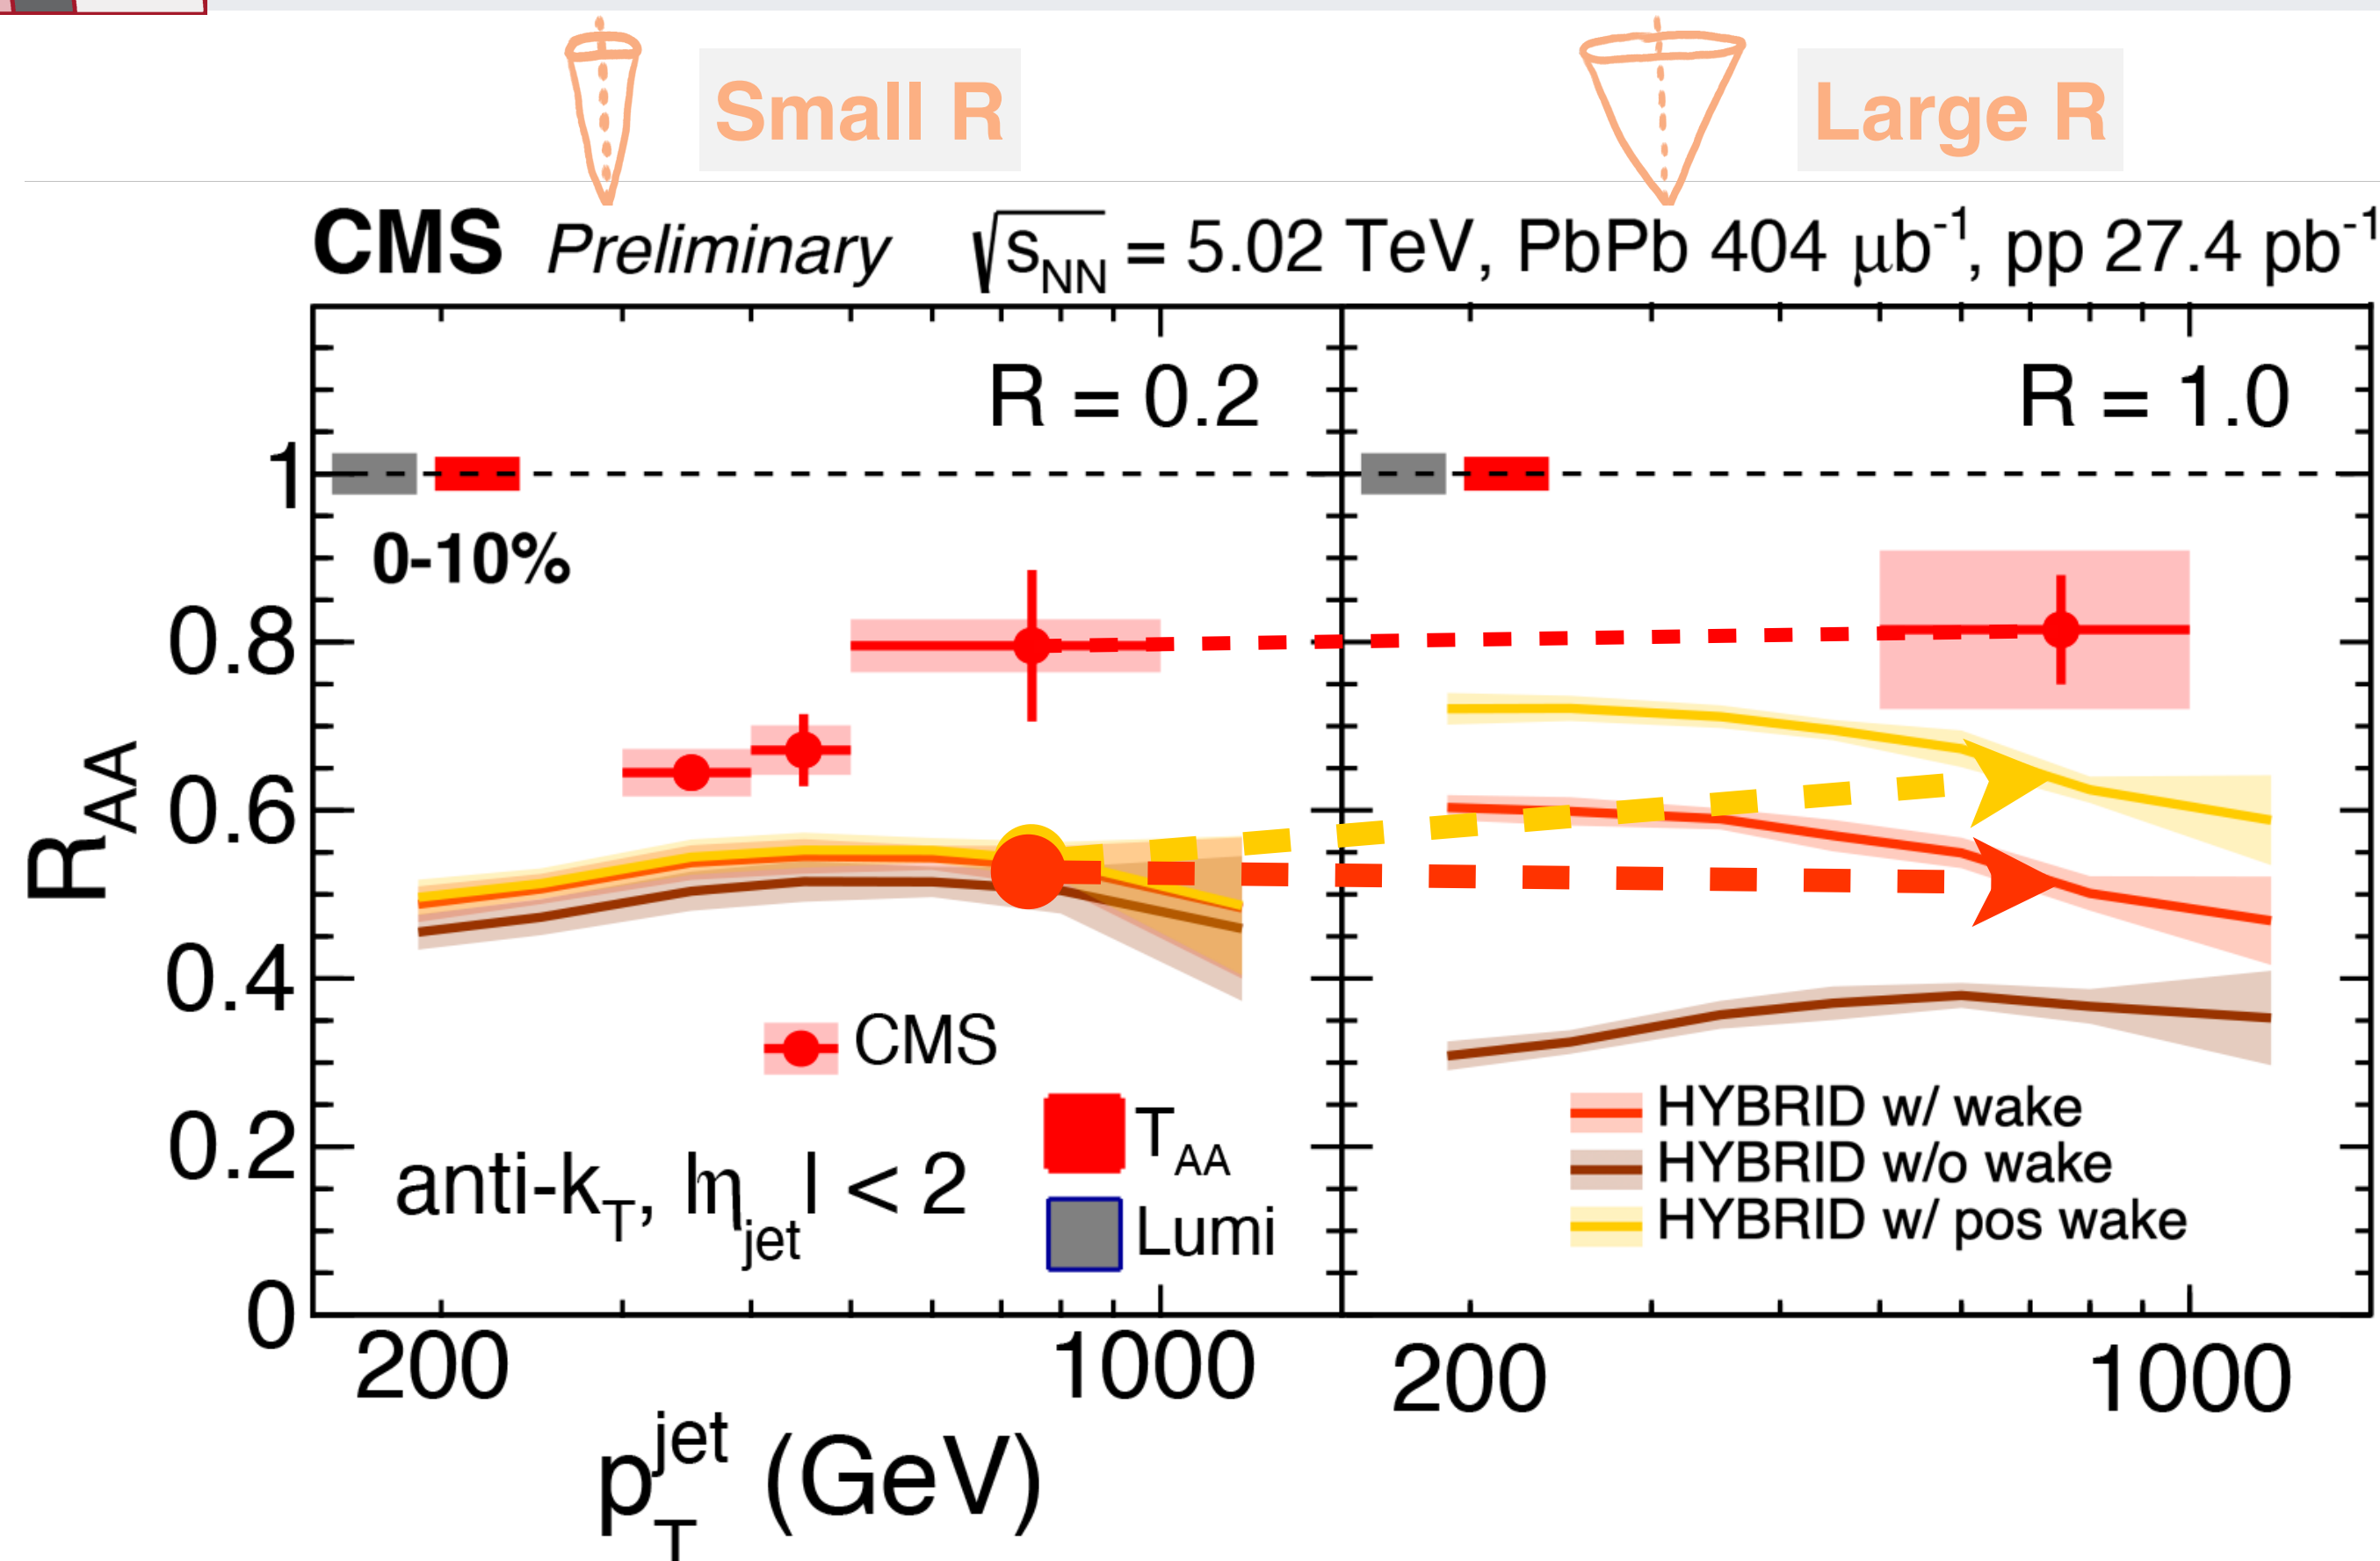 Small R
Large R
CMS Preliminary √sNN = 5.02 TeV, PbPb 404 μb-1, pp 27.4 pb-1
R = 0.2
R = 1.0
1
0-10%
0.8
0.6
0.4
0.2
0
RAA
CMS
TAA
Lumi
anti-kT, |ηjet| < 2
HYBRID w/ wake
HYBRID w/o wake
HYBRID w/ pos wake
200
1000
200
1000
pTjet (GeV)